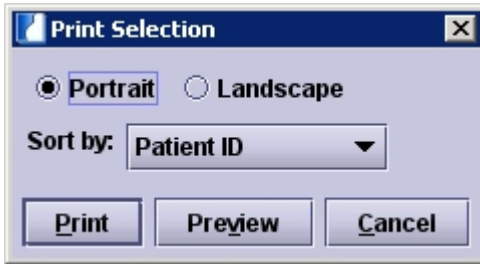 Print Selection
Portrait Landscape
Sort by: Patient ID
Print Preview Cancel